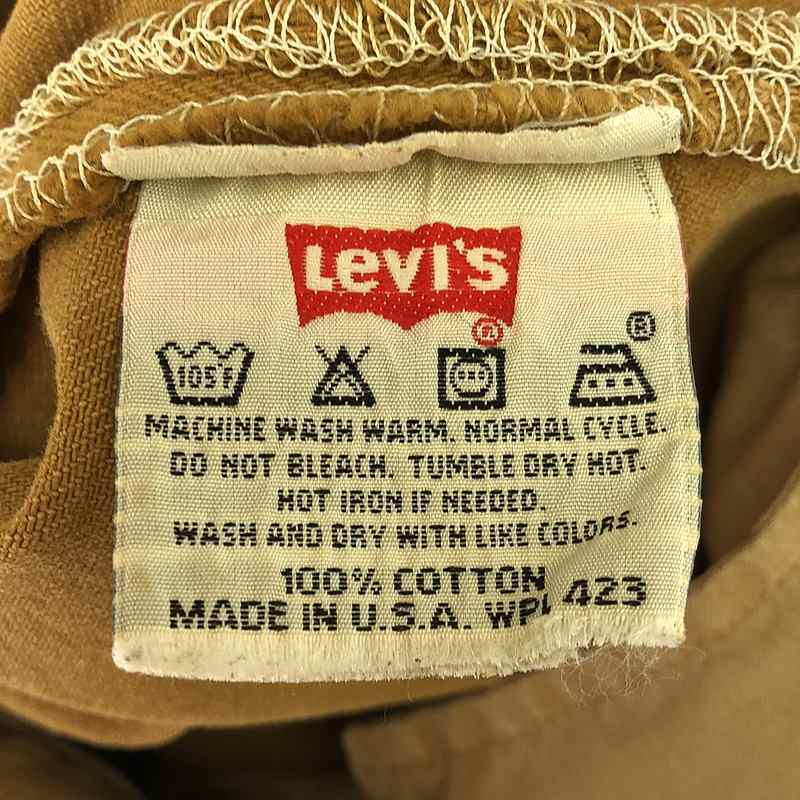 Levi's
®
®
105°F
MACHINE WASH WARM. NORMAL CYCLE.
DO NOT BLEACH. TUMBLE DRY HOT.
HOT IRON IF NEEDED.
WASH AND DRY WITH LIKE COLORS.
100% COTTON
MADE IN U.S.A. WPL 423